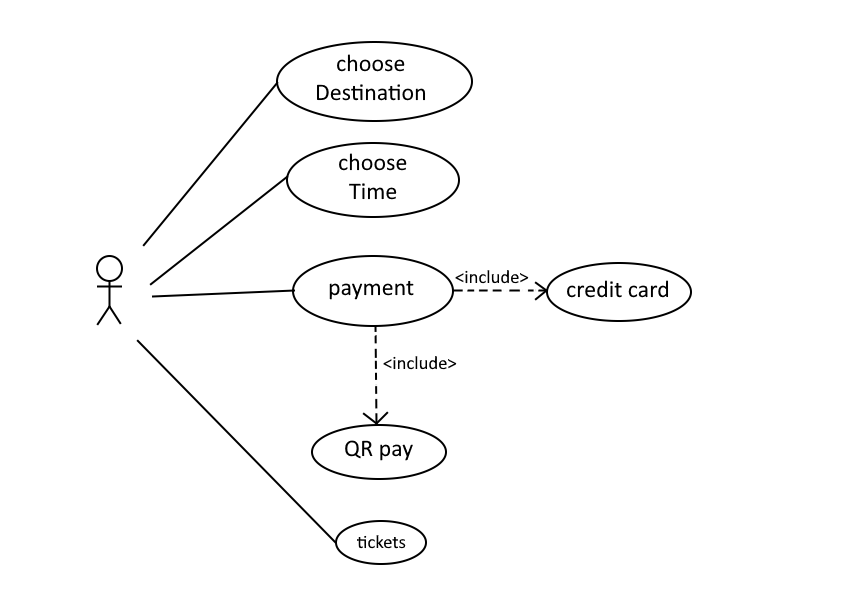 choose
Destination
choose
Time
payment
<include>
credit card
<include>
QR pay
tickets